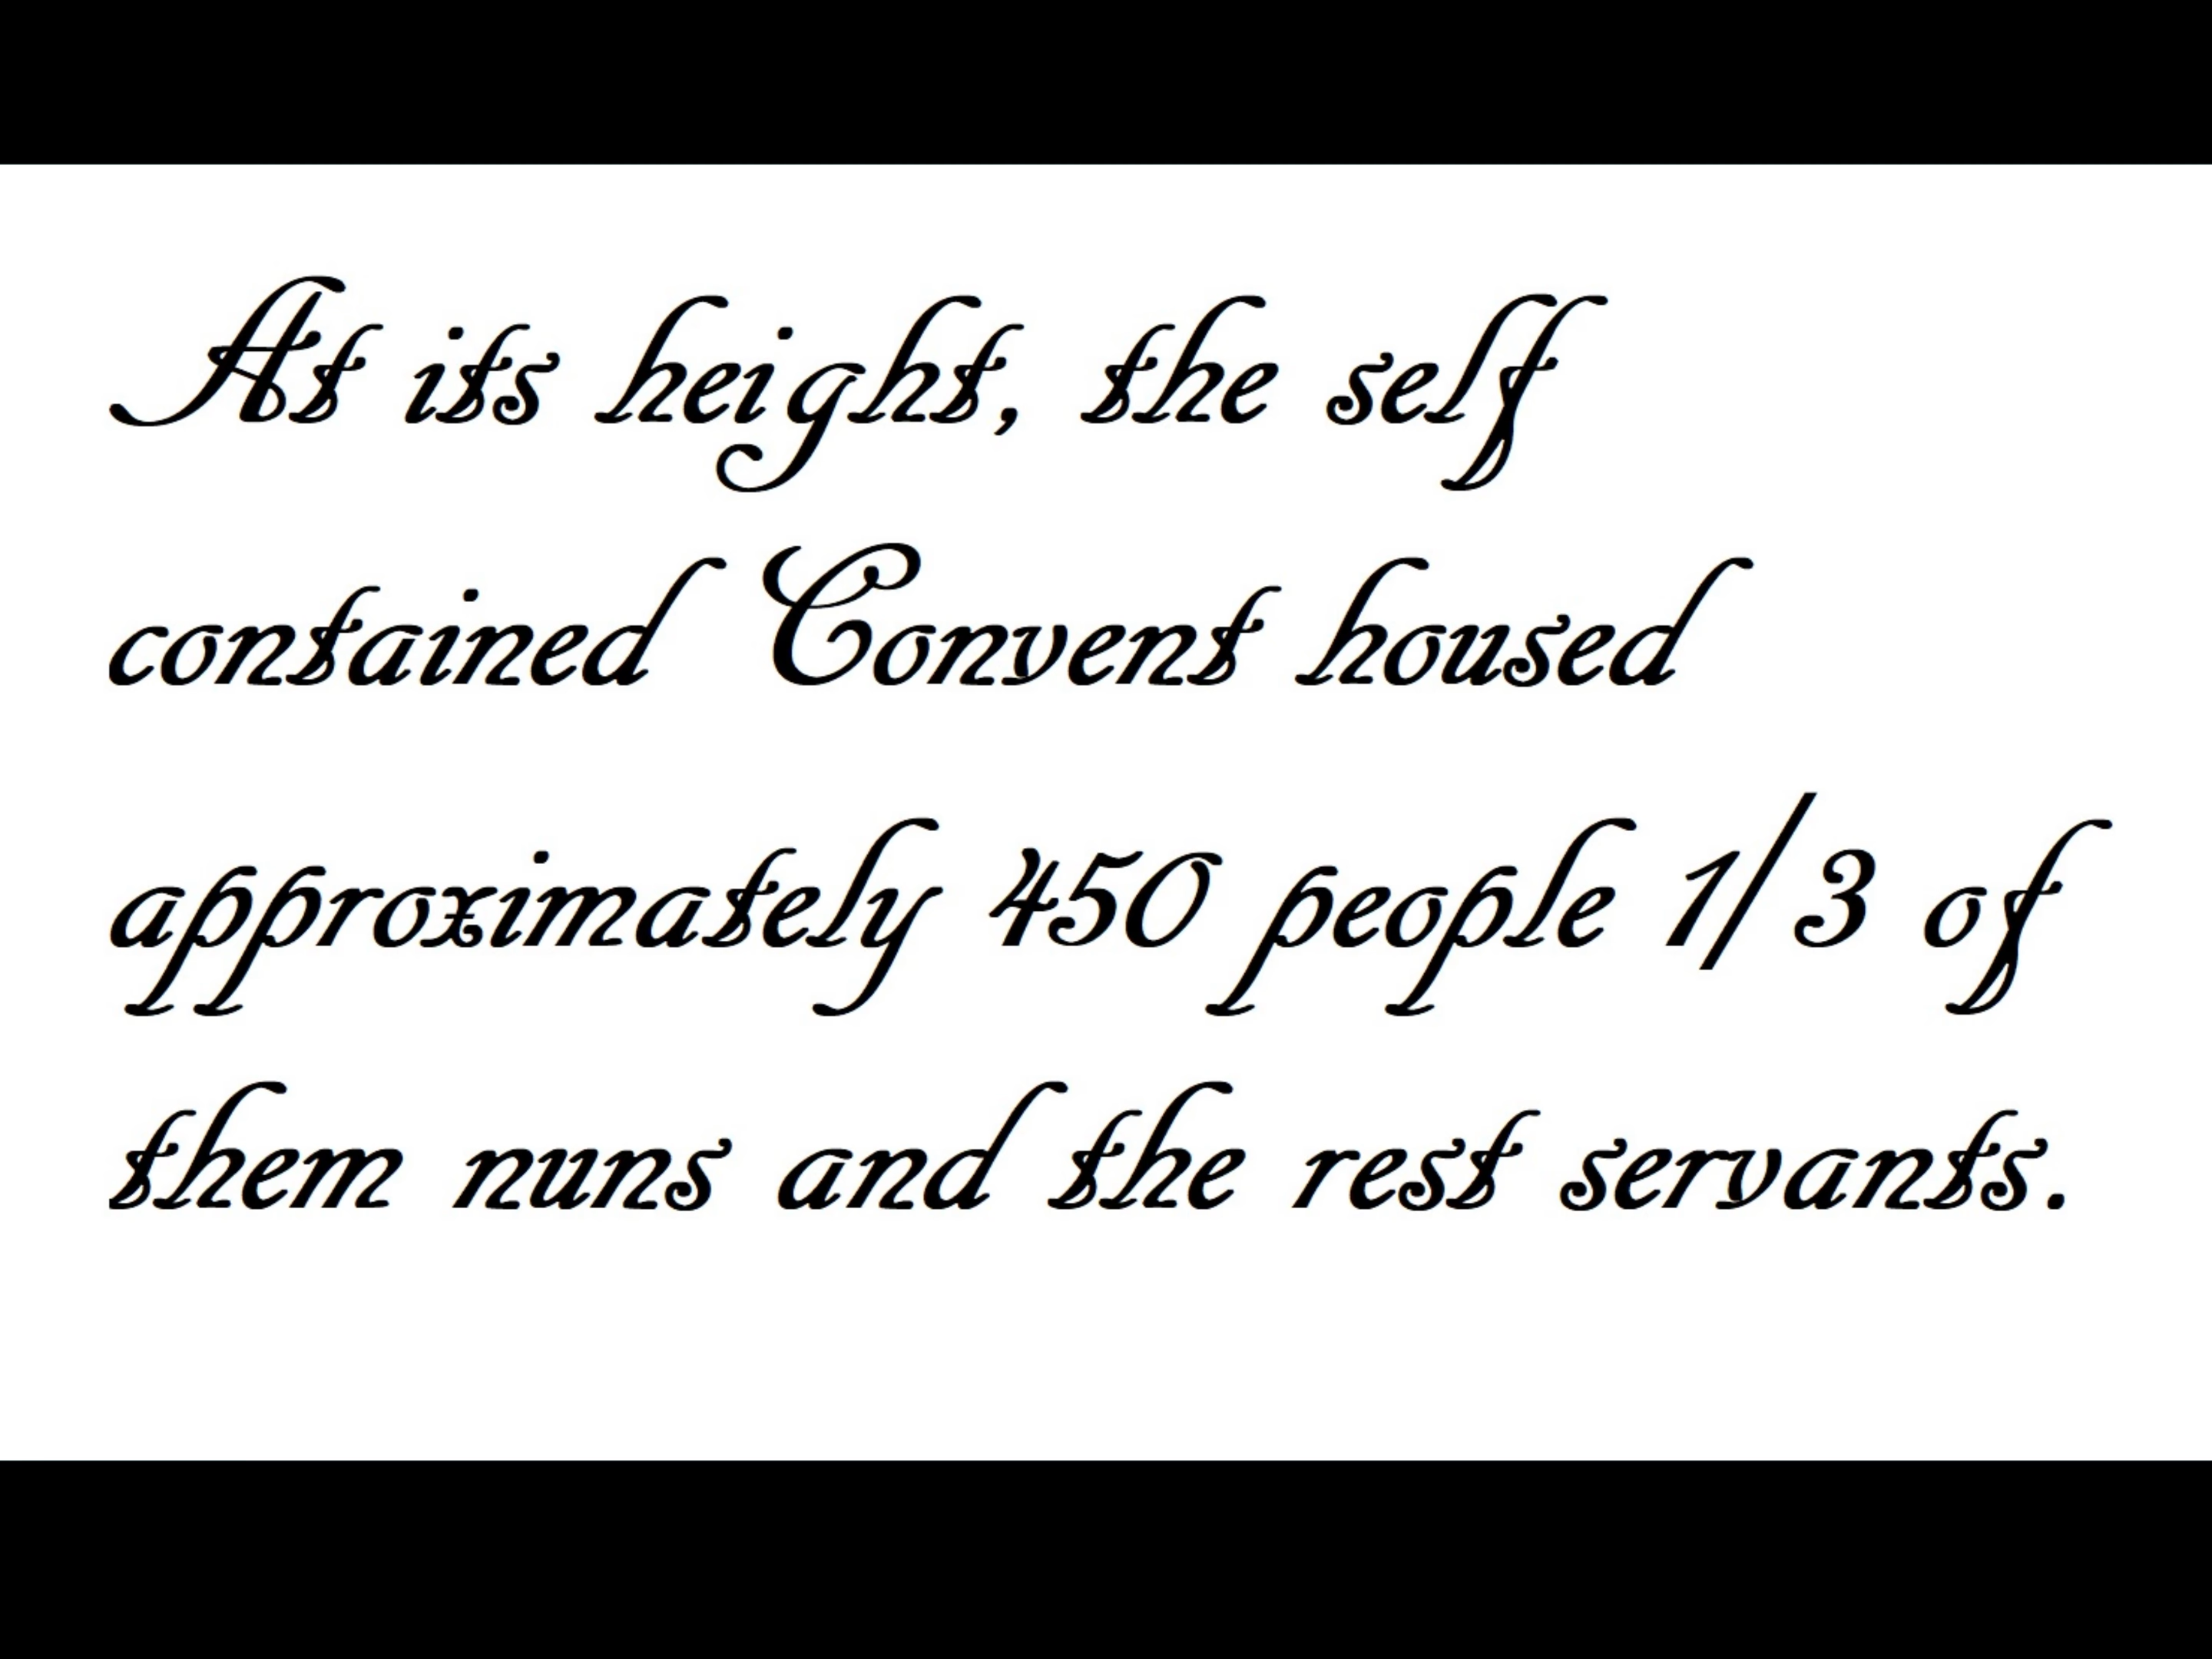 At its height, the self
contained Convent housed
approximately 450 people 1/3 of
them nuns and the rest servants.